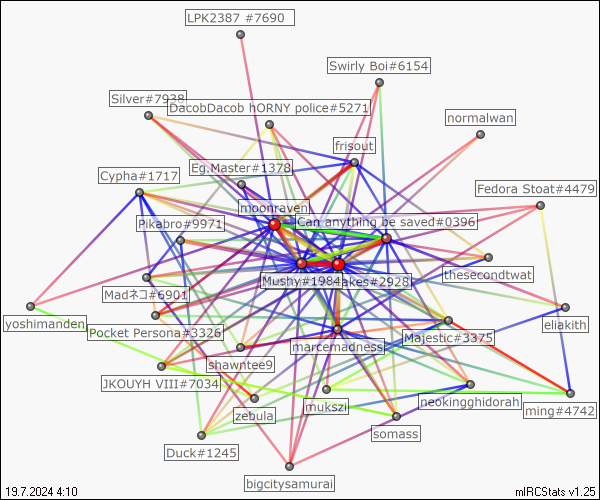 LPK2387 #7690
Swirly Boi#6154
Silver#7938
DacobDacob hORNY police#5271
normalwan
frisout
Eg.Master#1378
Cypha#1717
Fedora Stoat#4479
moonraven
Can anything be saved#0396
Pikabro#9971
thesecondtwat
Mushy#1984
akes#2928
Madネコ#6901
yoshimanden
eliakith
Pocket Persona#3326
Majestic#3375
marcemadness
shawntee9
JKOUYH VIII#7034
neokingghidorah
mukszii
zebula
ming#4742
somass
Duck#1245
bigcitysamurai
19.7.2024 4:10
mIRCStats v1.25